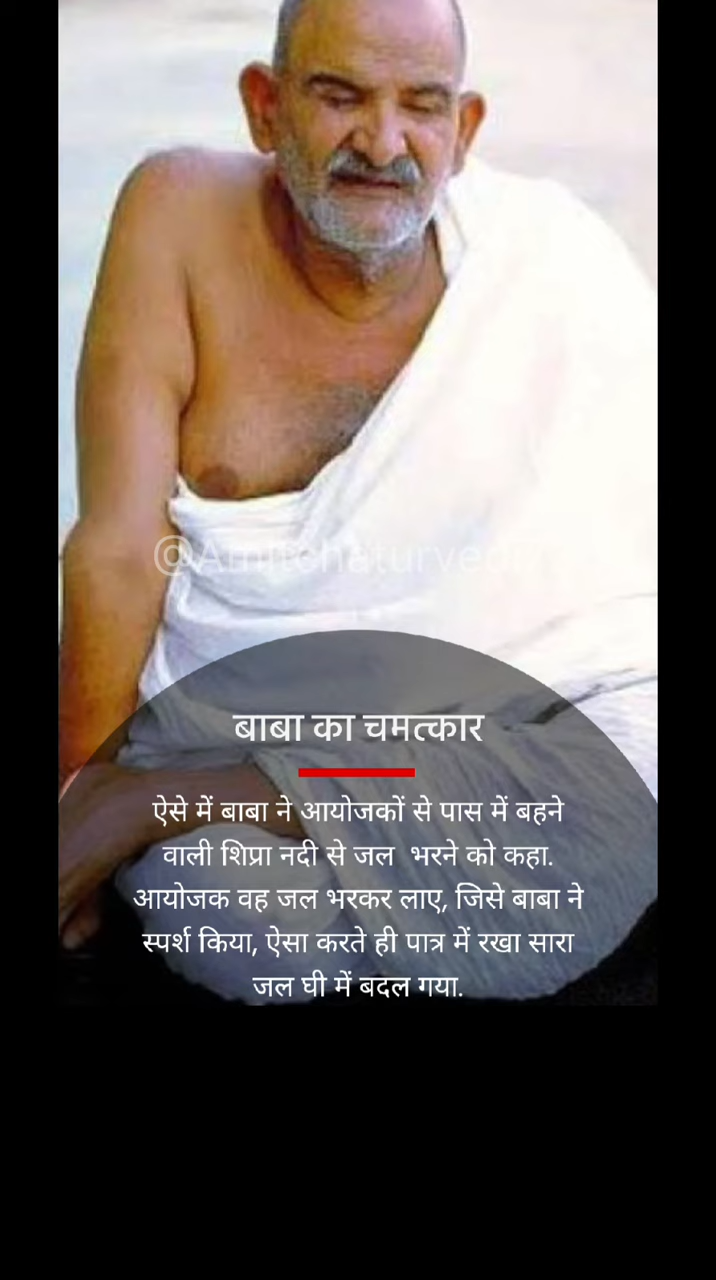 बाबा का चमत्कार
ऐसे में बाबा ने आयोजकों से पास में बहने
वाली शिप्रा नदी से जल भरने को कहा.
आयोजक वह जल भरकर लाए, जिसे बाबा ने
स्पर्श किया, ऐसा करते ही पात्र में रखा सारा
जल घी में बदल गया.